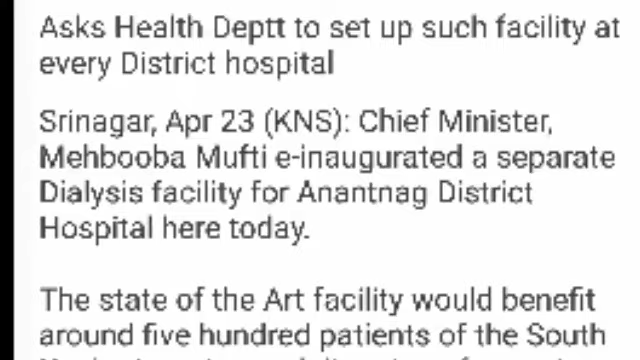 Asks Health Deptt to set up such facility at
every District hospital
Srinagar, Apr 23 (KNS): Chief Minister,
Mehbooba Mufti e-inaugurated a separate
Dialysis facility for Anantnag District
Hospital here today.
The state of the Art facility would benefit
around five hundred patients of the South